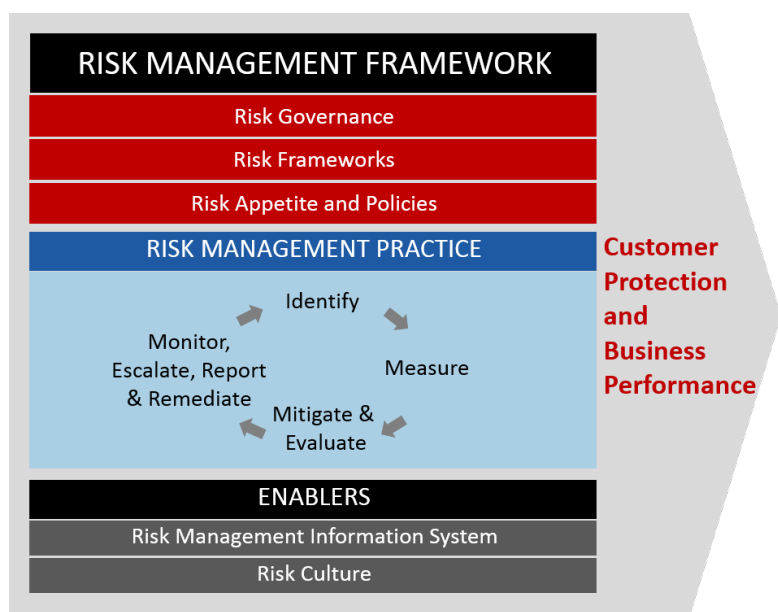 RISK MANAGEMENT FRAMEWORK
Risk Governance
Risk Frameworks
Risk Appetite and Policies
RISK MANAGEMENT PRACTICE
Identify
Measure
Mitigate &
Evaluate
Monitor,
Escalate, Report
& Remediate
ENABLERS
Risk Management Information System
Risk Culture
Customer
Protection
and
Business
Performance